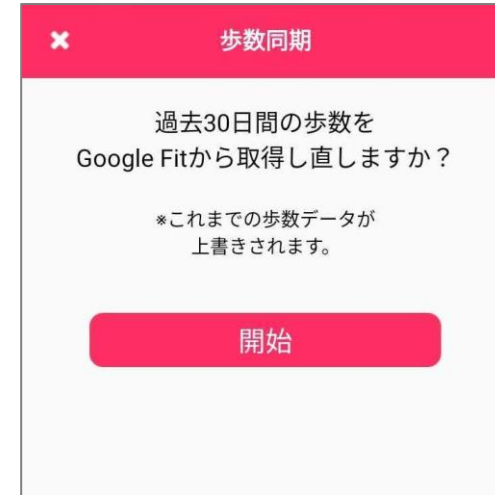 歩数同期
過去30日間の歩数を
Google Fitから取得し直しますか？
※これまでの歩数データが
上書きされます。
開始